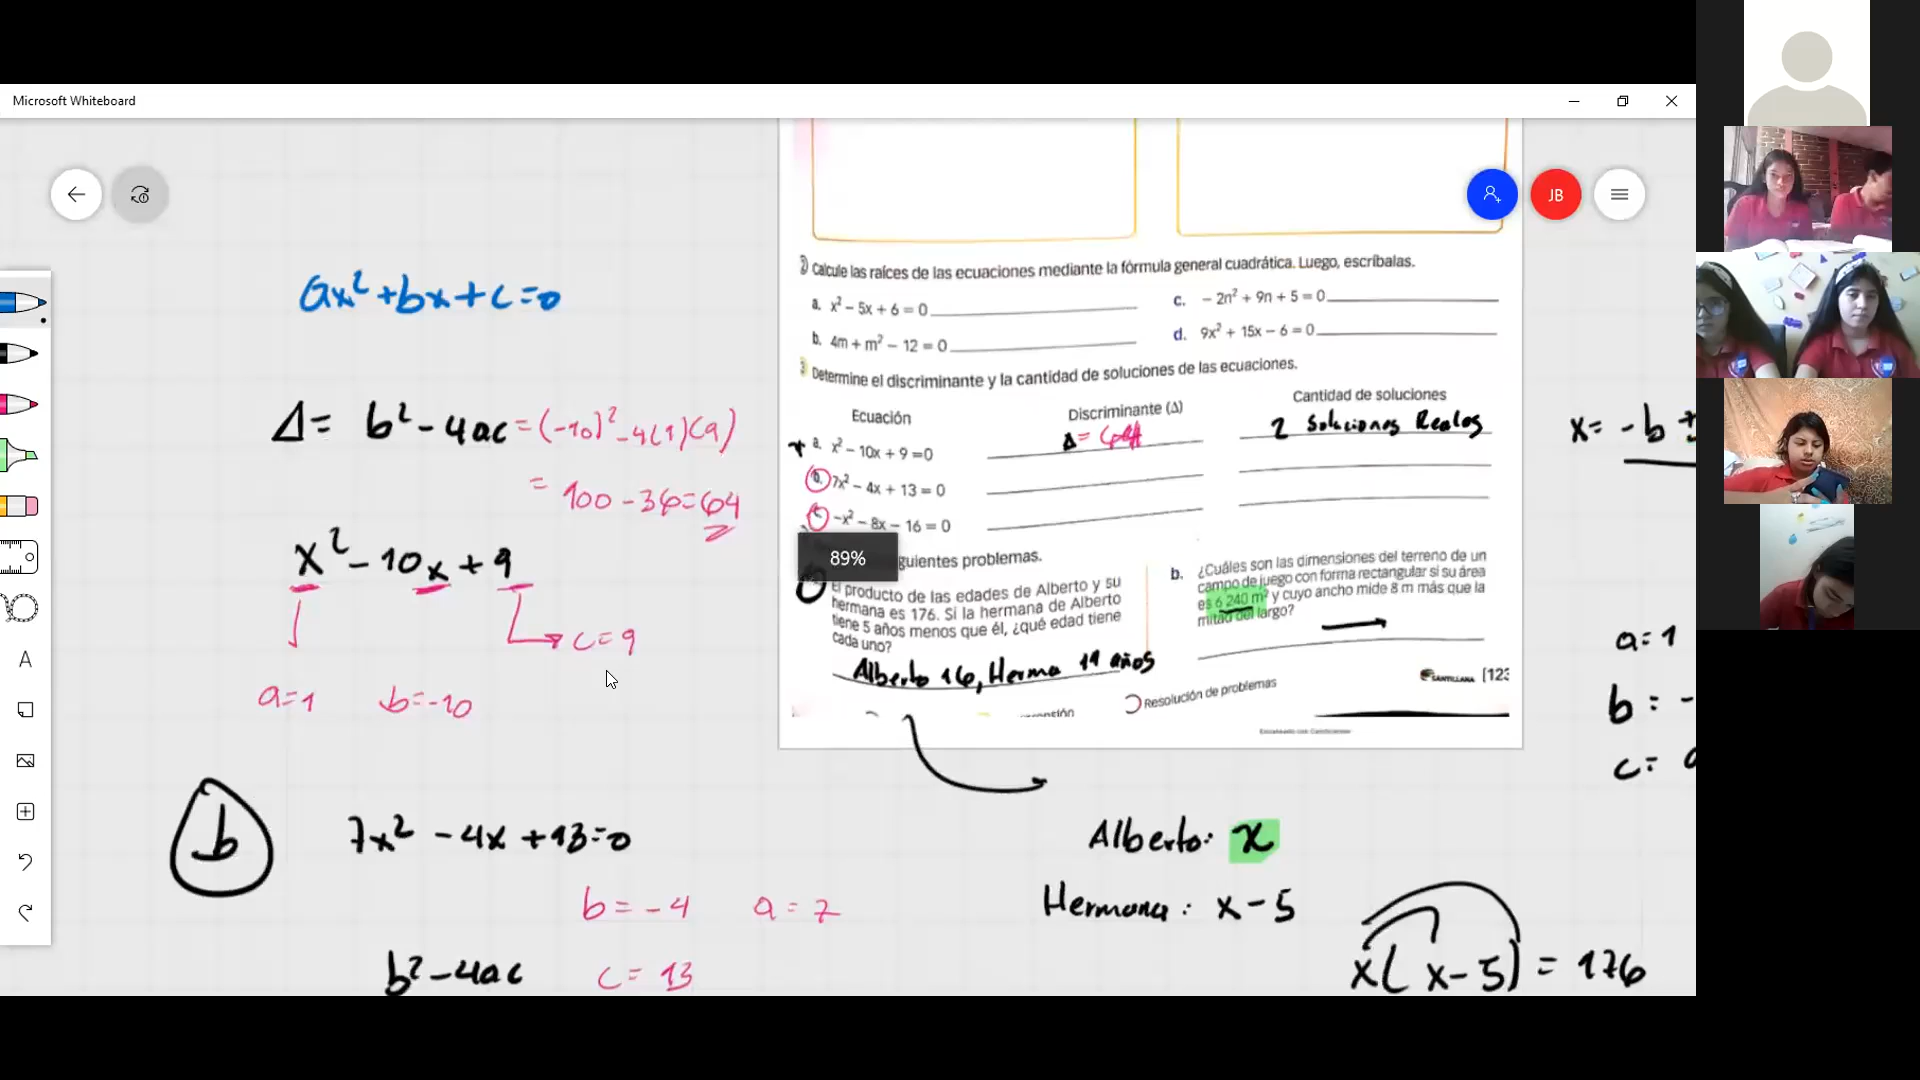 Microsoft Whiteboard
JB
ax²+bx+c=0
Δ= b²-4ac=(-10)²-4(1)(9)
= 100-36=64
x²-10x+9
c=9
a=1 b=-10
b
7x²-4x+13=0
b=-4 a=7
b²-4ac c=13
Calcule las raíces de las ecuaciones mediante la fórmula general cuadrática. Luego, escríbalas.
a. x² – 5x + 6 = 0
c. – 2n² + 9n + 5 = 0
b. 4m + m² – 12 = 0
d. 9x² + 15x – 6 = 0
Determine el discriminante y la cantidad de soluciones de las ecuaciones.
Ecuación
Discriminante (Δ)
Cantidad de soluciones
a. x² – 10x + 9 =0
Δ=
2 Soluciones Reales
7x² – 4x + 13 = 0
–x² – 8x – 16 =0
89%
guientes problemas.
El producto de las edades de Alberto y su
hermana es 176. Si la hermana de Alberto
tiene 5 años menos que él, ¿qué edad tiene
cada uno?
Alberto 16, Herma 11 años
b. ¿Cuáles son las dimensiones del terreno de un
campo de juego con forma rectangular si su área
es 6 240 m² y cuyo ancho mide 8 m más que la
mitad del largo?
SANTILLANA (123
Resolución de problemas
Escaneado con CamScanner
Alberto: x
Hermana: x-5
x(x-5) = 176
x= -b
a=1
b= -
c=
A